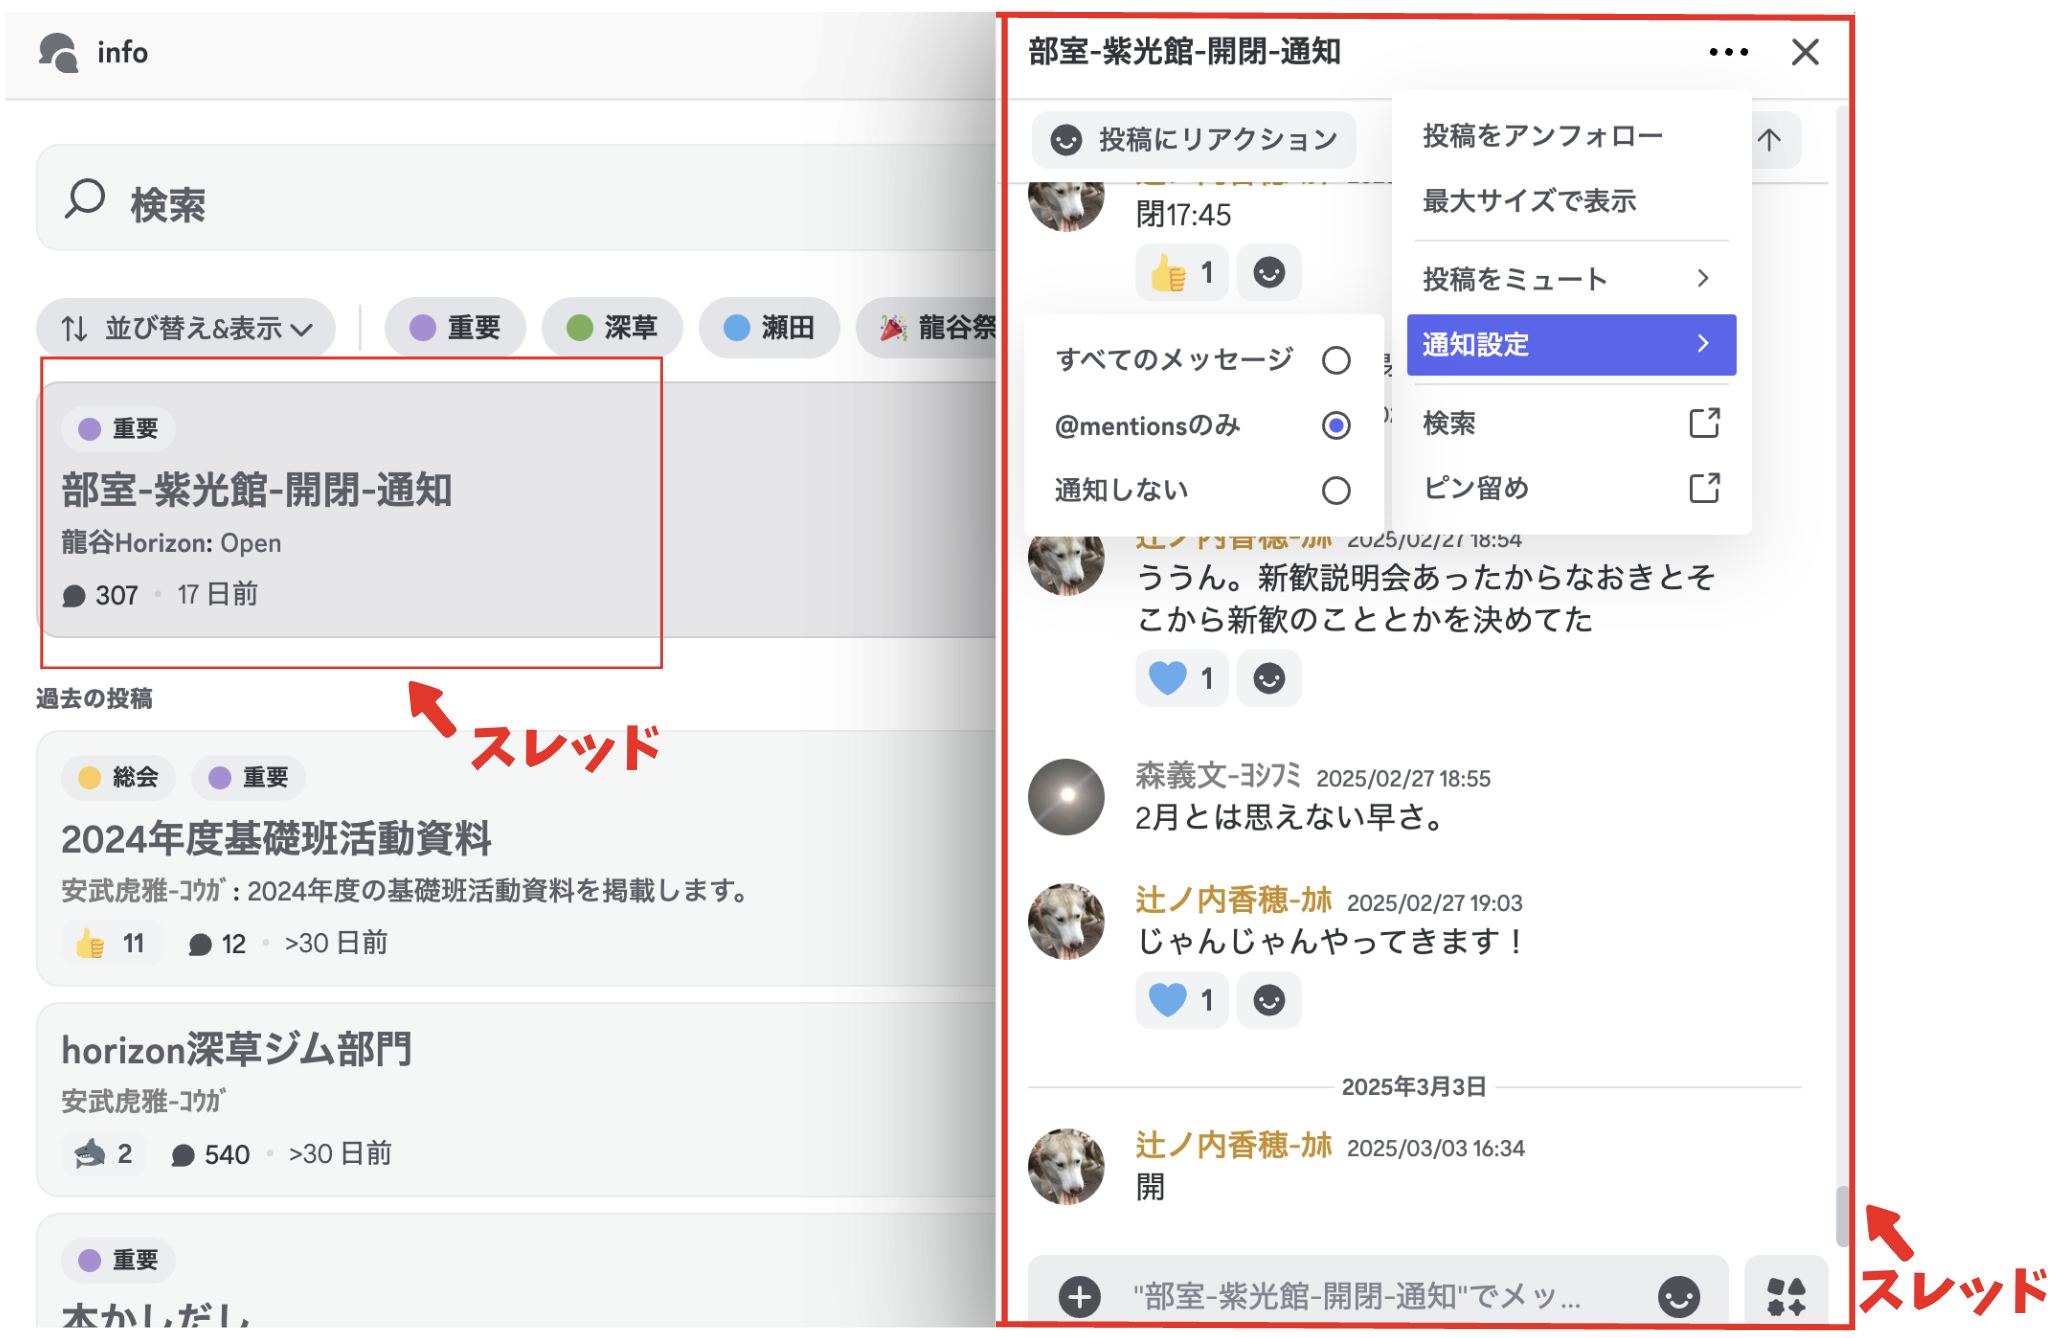 info
検索
並び替え&表示
重要
深草
瀬田
龍谷祭
重要
部室-紫光館-開閉-通知
龍谷Horizon: Open
307 • 17 日前
過去の投稿
スレッド
総会
重要
2024年度基礎班活動資料
安武虎雅-ｺｳｶﾞ : 2024年度の基礎班活動資料を掲載します。
11
12 • >30 日前
horizon深草ジム部門
安武虎雅-ｺｳｶﾞ
2
540 • >30 日前
重要
本かしだし
部室-紫光館-開閉-通知
投稿にリアクション
閉17:45
1
投稿をアンフォロー
最大サイズで表示
投稿をミュート
通知設定
検索
ピン留め
すべてのメッセージ
@mentionsのみ
通知しない
辻ノ内香穂-ｶﾎ 2025/02/27 18:54
ううん。新歓説明会あったからなおきとそ
こから新歓のこととかを決めてた
1
森義文-ﾖｼﾌﾐ 2025/02/27 18:55
2月とは思えない早さ。
辻ノ内香穂-ｶﾎ 2025/02/27 19:03
じゃんじゃんやってきます！
1
2025年3月3日
辻ノ内香穂-ｶﾎ 2025/03/03 16:34
開
"部室-紫光館-開閉-通知"でメッ...
スレッド